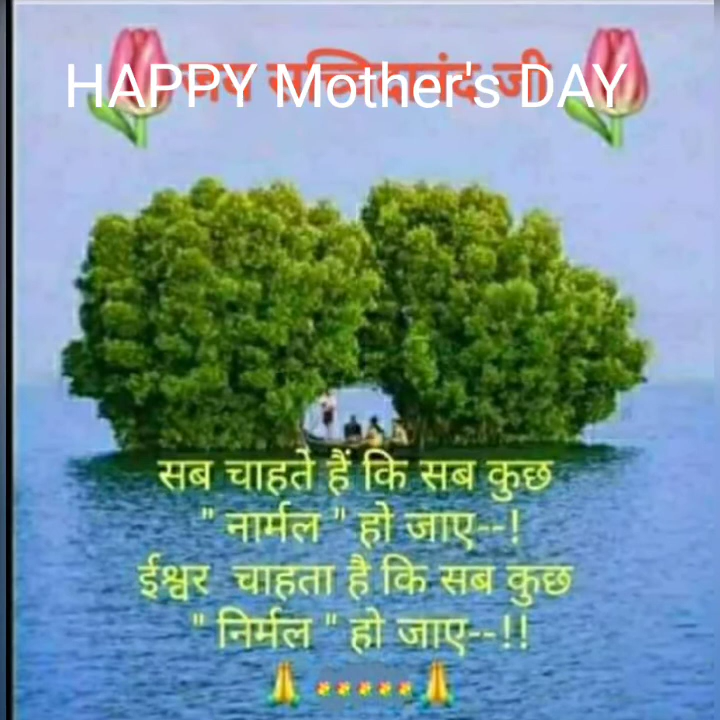 HAPPY Mother's DAY
जी
सब चाहते हैं कि सब कुछ
" नार्मल " हो जाए--!
ईश्वर चाहता है कि सब कुछ
" निर्मल " हो जाए--!!